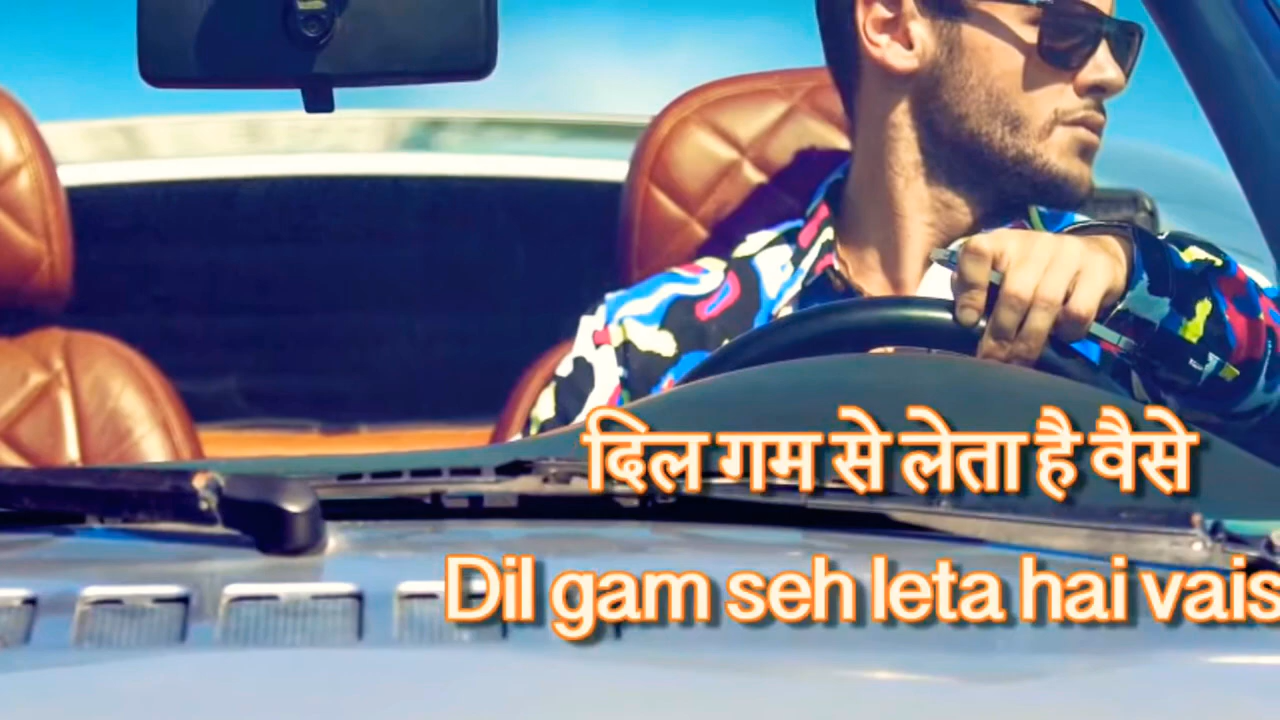 दिल गम से लेता है वैसे
Dil gam seh leta hai vais